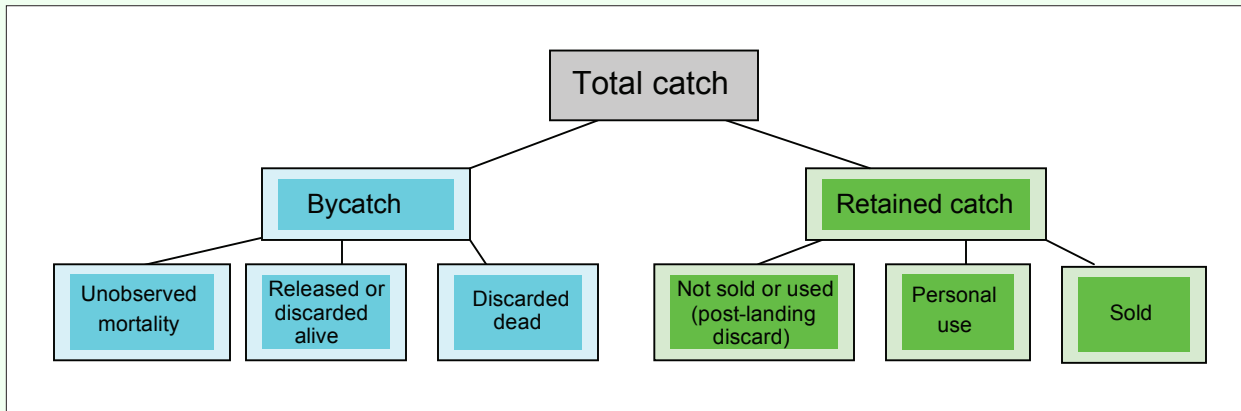 Total catch
Bycatch
Retained catch
Unobserved
mortality
Released or
discarded
alive
Discarded
dead
Not sold or used
(post-landing
discard)
Personal
use
Sold